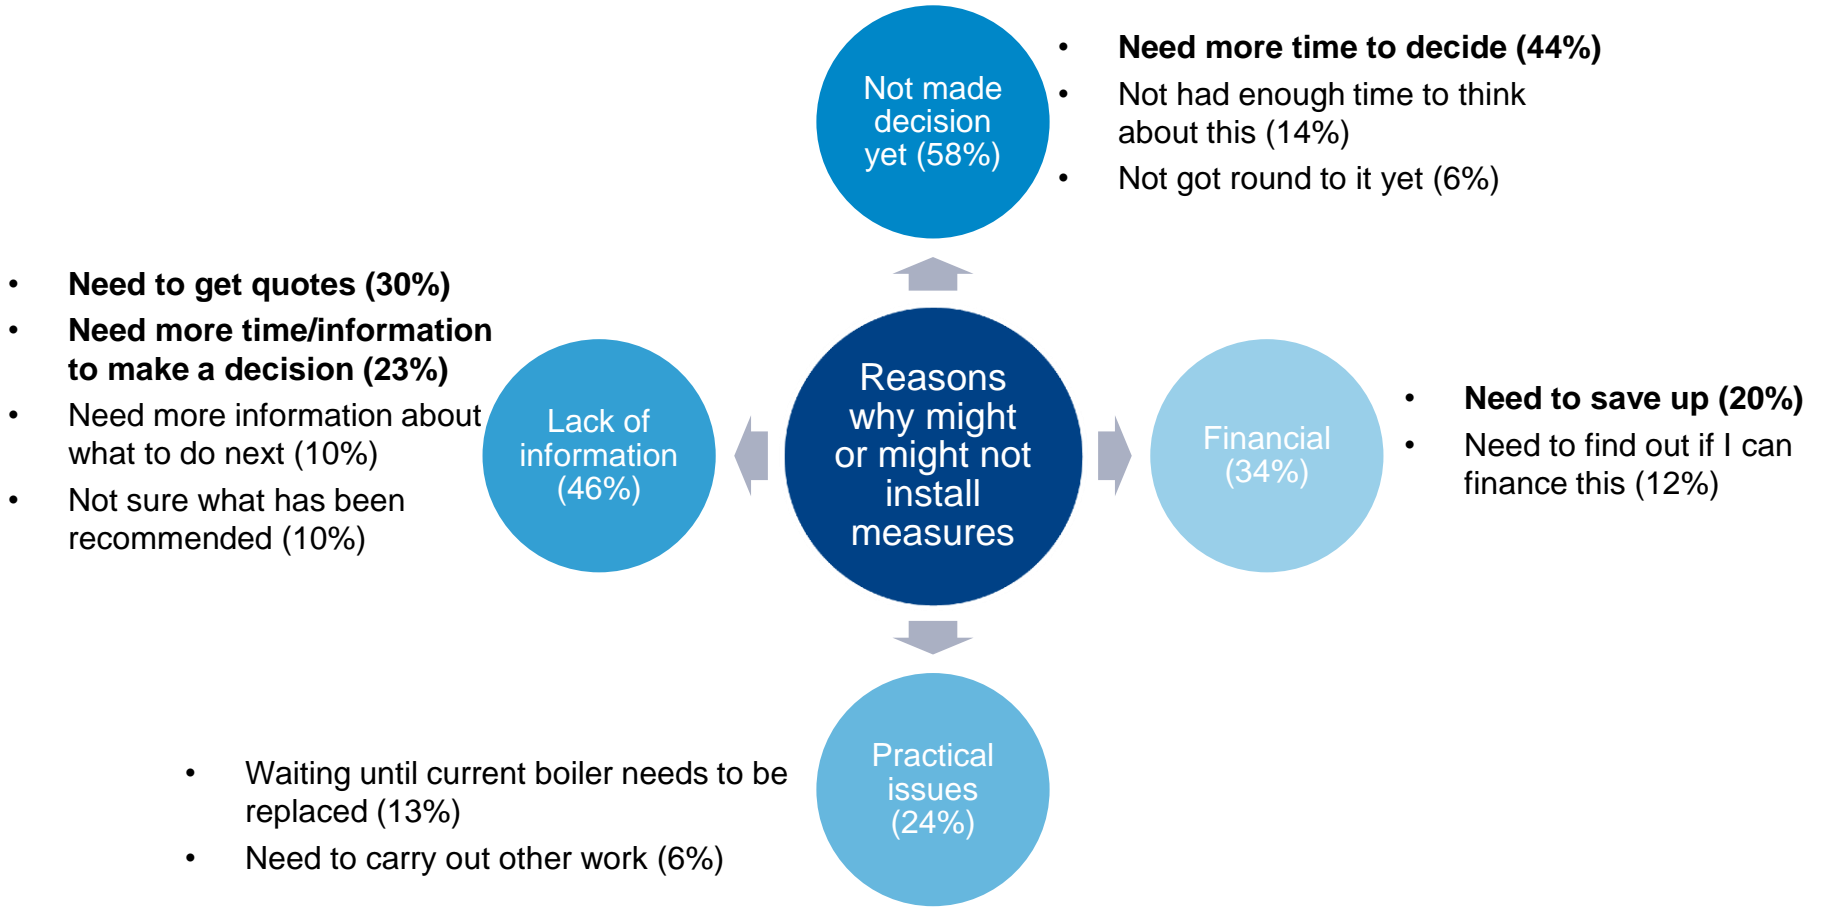 Not made
decision
yet (58%)
• Need more time to decide (44%)
• Not had enough time to think
about this (14%)
• Not got round to it yet (6%)
• Need to get quotes (30%)
• Need more time/information
to make a decision (23%)
• Need more information about
what to do next (10%)
• Not sure what has been
recommended (10%)
Lack of
information
(46%)
Reasons
why might
or might not
install
measures
Financial
(34%)
• Need to save up (20%)
• Need to find out if I can
finance this (12%)
Practical
issues
(24%)
• Waiting until current boiler needs to be
replaced (13%)
• Need to carry out other work (6%)